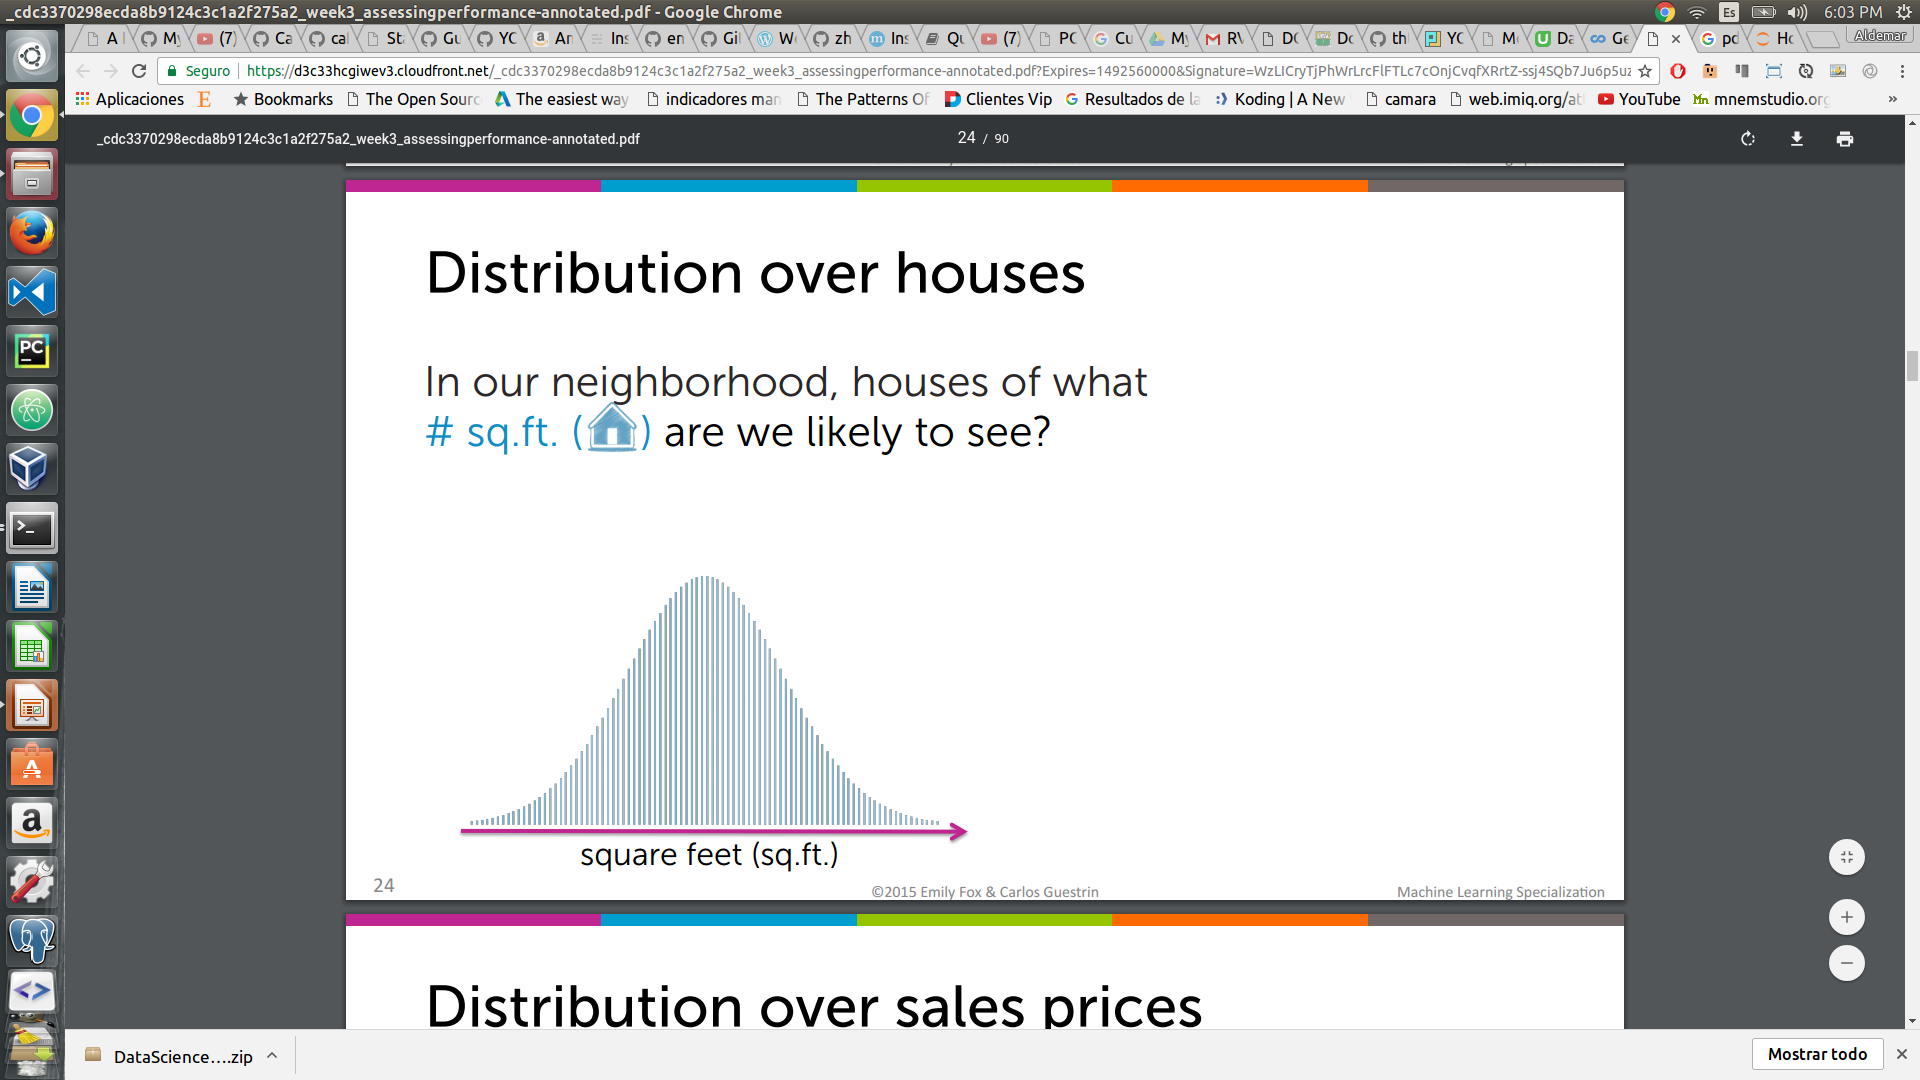 _cdc3370298ecda8b9124c3c1a2f275a2_week3_assessingperformance-annotated.pdf - Google Chrome
Es
6:03 PM
Aldemar
Seguro
https://d3c33hcgiwev3.cloudfront.net/_cdc3370298ecda8b9124c3c1a2f275a2_week3_assessingperformance-annotated.pdf?Expires=1492560000&Signature=
Aplicaciones
Bookmarks
The Open Sourc
The easiest way
indicadores man
The Patterns Of
Clientes Vip
Resultados de la
Koding | A New
camara
web.imiq.org/at
YouTube
mnemstudio.org
»
_cdc3370298ecda8b9124c3c1a2f275a2_week3_assessingperformance-annotated.pdf
24 / 90
Distribution over houses
In our neighborhood, houses of what
# sq.ft. ( ) are we likely to see?
square feet (sq.ft.)
24
©2015 Emily Fox & Carlos Guestrin
Machine Learning Specialization
Distribution over sales prices
DataScience....zip
Mostrar todo